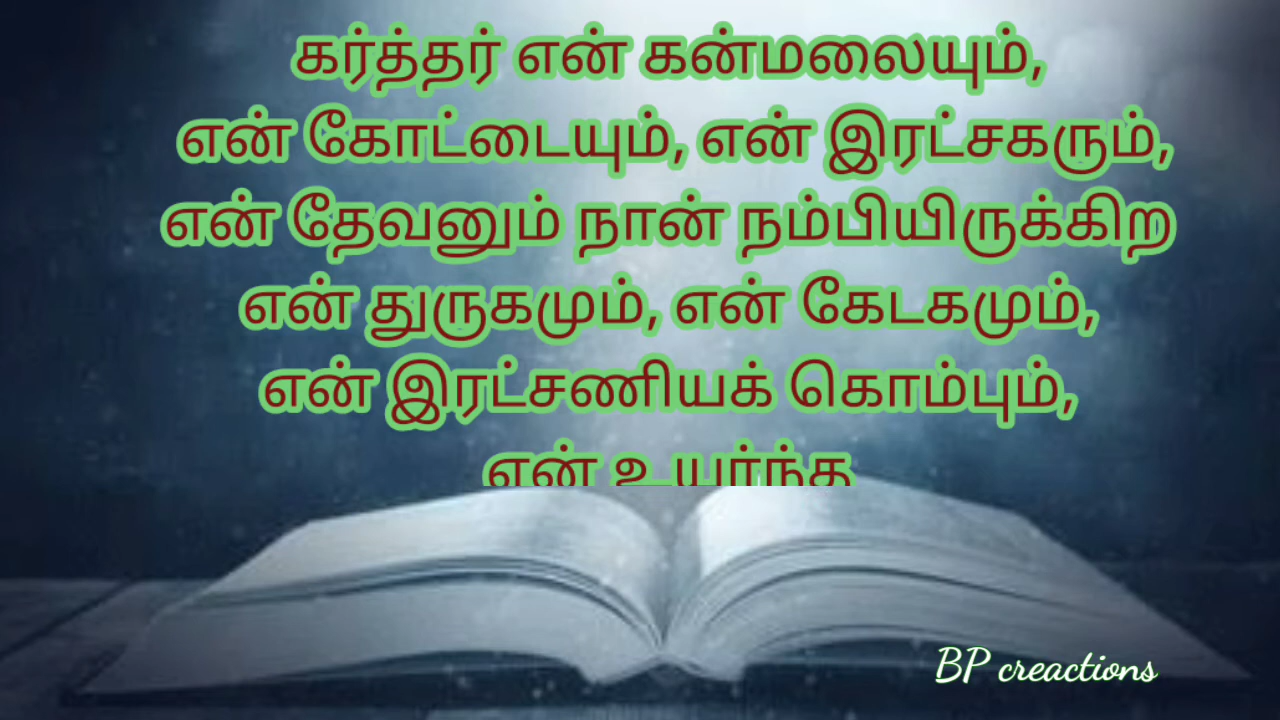 கர்த்தர் என் கன்மலையும்,
என் கோட்டையும், என் இரட்சகரும்,
என் தேவனும் நான் நம்பியிருக்கிற
என் துருகமும், என் கேடகமும்,
என் இரட்சணியக் கொம்பும்,
என் உயர்ந்த
BP creactions